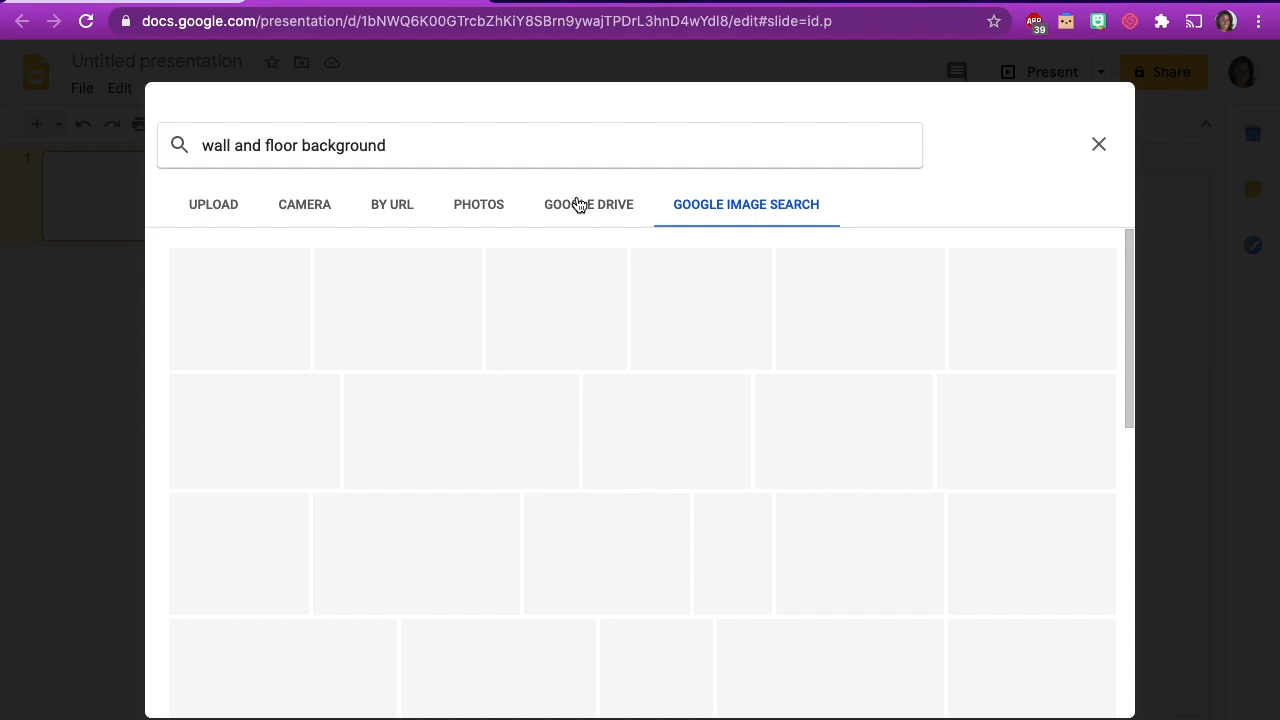 docs.google.com/presentation/d/1bNWQ6K00GTrcbZhKiY8SBrn9ywajTPDrL3hnD4wYdl8/edit#slide=id.p
39
Untitled presentation
File Edit
Present
Share
wall and floor background
UPLOAD CAMERA BY URL PHOTOS GOOGLE DRIVE GOOGLE IMAGE SEARCH
1